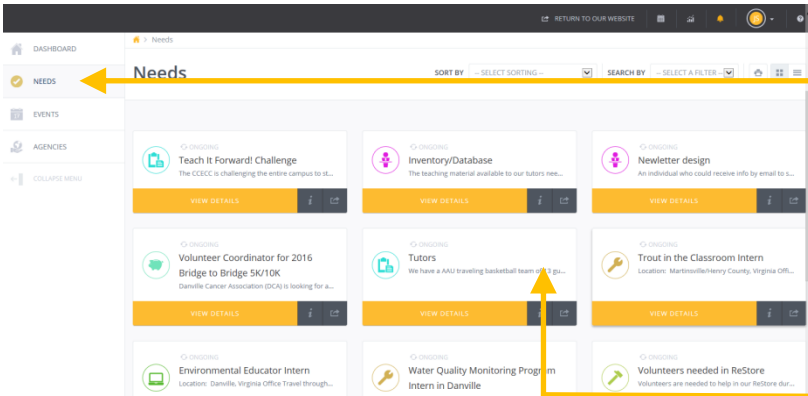 RETURN TO OUR WEBSITE
DASHBOARD
NEEDS
EVENTS
AGENCIES
COLLAPSE MENU
> Needs
Needs
SORT BY -- SELECT SORTING -- SEARCH BY -- SELECT A FILTER --
ONGOING
Teach It Forward! Challenge
The CCECC is challenging the entire campus to st...
VIEW DETAILS i
ONGOING
Inventory/Database
The teaching material available to our tutors nee...
VIEW DETAILS i
ONGOING
Newletter design
An individual who could receive info by email to s...
VIEW DETAILS i
ONGOING
Volunteer Coordinator for 2016
Bridge to Bridge 5K/10K
Danville Cancer Association (DCA) is looking for a...
VIEW DETAILS i
ONGOING
Tutors
We have a AAU traveling basketball team of 13 gu...
VIEW DETAILS
ONGOING
Trout in the Classroom Intern
Location: Martinsville/Henry County, Virginia Offi...
VIEW DETAILS i
ONGOING
Environmental Educator Intern
Location: Danville, Virginia Office Travel through...
ONGOING
Water Quality Monitoring Program
Intern in Danville
ONGOING
Volunteers needed in ReStore
Volunteers are needed to help in our ReStore dur...